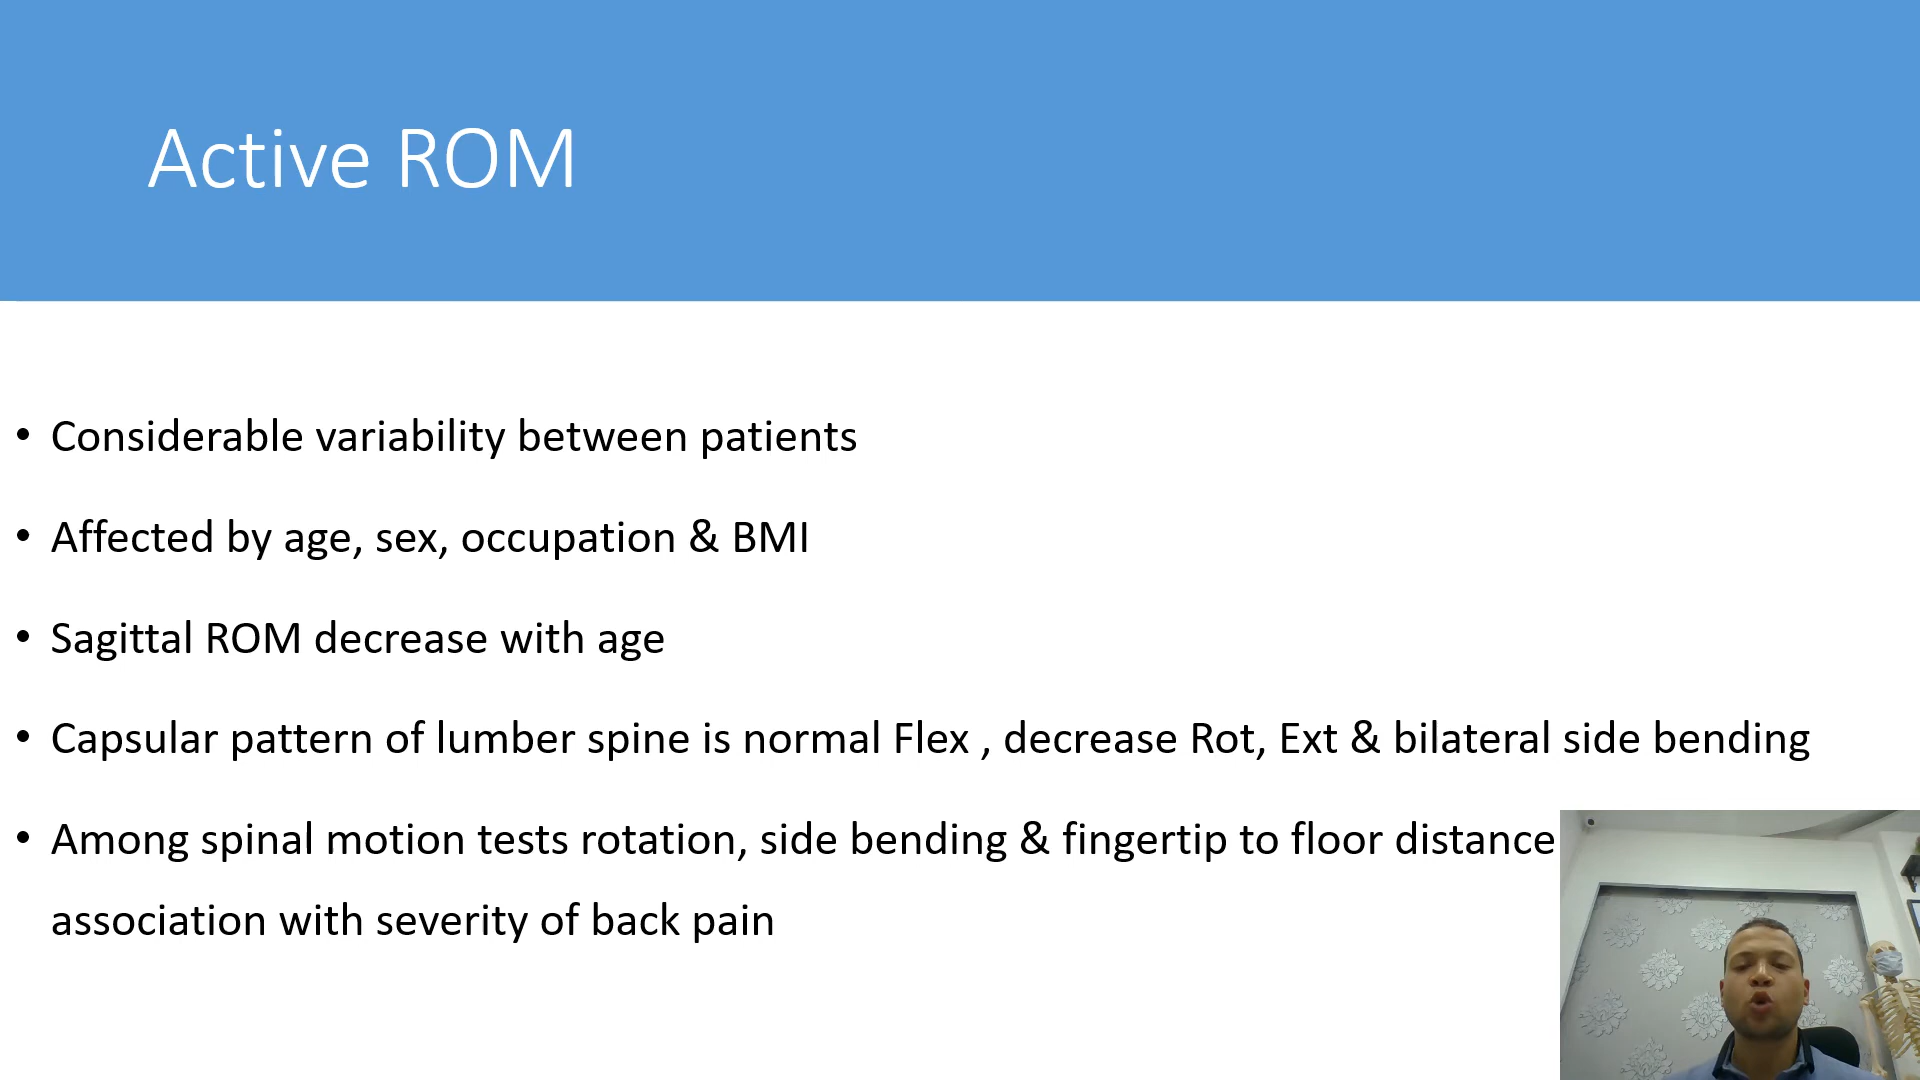 Active ROM
• Considerable variability between patients
• Affected by age, sex, occupation & BMI
• Sagittal ROM decrease with age
• Capsular pattern of lumber spine is normal Flex , decrease Rot, Ext & bilateral side bending
• Among spinal motion tests rotation, side bending & fingertip to floor distance
association with severity of back pain